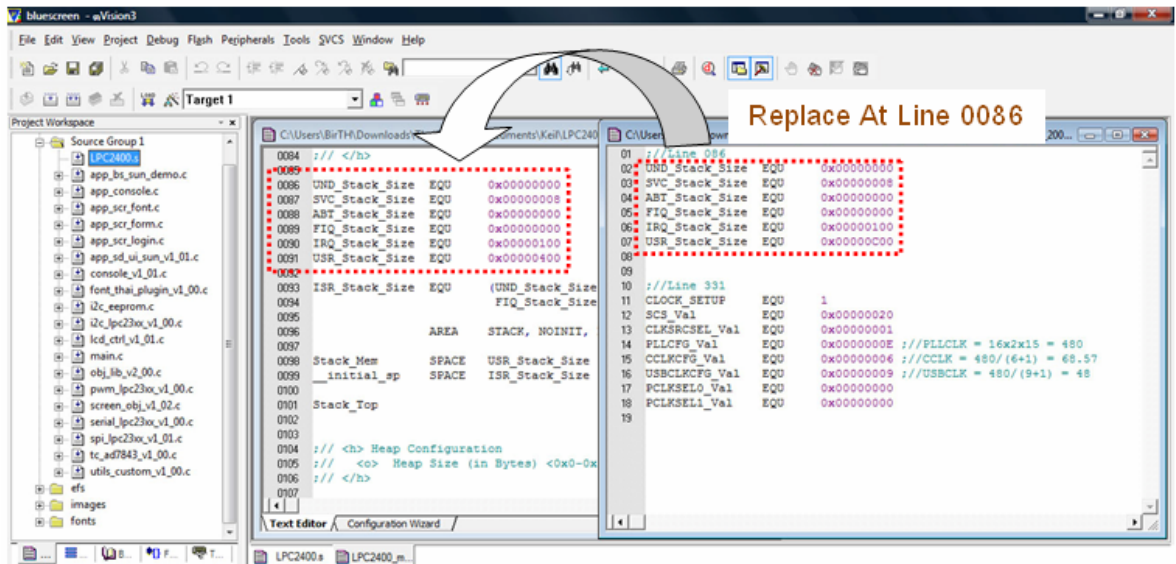 bluescreen - µVision3
File Edit View Project Debug Flash Peripherals Tools SVCS Window Help
Target 1
Replace At Line 0086
Project Workspace
Source Group 1
LPC2400.s
app_bs_sun_demo.c
app_console.c
app_scr_font.c
app_scr_form.c
app_scr_login.c
app_sd_ui_sun_v1_01.c
console_v1_01.c
font_thai_plugin_v1_00.c
i2c_eeprom.c
i2c_lpc23xx_v1_00.c
lcd_ctrl_v1_01.c
main.c
obj_lib_v2_00.c
pwm_lpc23xx_v1_00.c
screen_obj_v1_02.c
serial_lpc23xx_v1_00.c
spi_lpc23xx_v1_01.c
tc_ad7843_v1_00.c
utils_custom_v1_00.c
efs
images
fonts
... ... B... F... T...
C:\Users\BirTH\Downloads\ uments\Keil\LPC240
0084 ;// </h>
0085
0086 UND_Stack_Size EQU 0x00000000
0087 SVC_Stack_Size EQU 0x00000008
0088 ABT_Stack_Size EQU 0x00000000
0089 FIQ_Stack_Size EQU 0x00000000
0090 IRQ_Stack_Size EQU 0x00000100
0091 USR_Stack_Size EQU 0x00000400
0092
0093 ISR_Stack_Size EQU (UND_Stack_Size
0094 FIQ_Stack_Size
0095
0096 AREA STACK, NOINIT,
0097
0098 Stack_Mem SPACE USR_Stack_Size
0099 __initial_sp SPACE ISR_Stack_Size
0100
0101 Stack_Top
0102
0103
0104 ;// <h> Heap Configuration
0105 ;// <o> Heap Size (in Bytes) <0x0-0x
0106 ;// </h>
0107
Text Editor Configuration Wizard
LPC2400.s LPC2400_m...
C:\Users _200...
01 ;//Line 086
02 UND_Stack_Size EQU 0x00000000
03 SVC_Stack_Size EQU 0x00000008
04 ABT_Stack_Size EQU 0x00000000
05 FIQ_Stack_Size EQU 0x00000000
06 IRQ_Stack_Size EQU 0x00000100
07 USR_Stack_Size EQU 0x00000C00
08
09
10 ;//Line 331
11 CLOCK_SETUP EQU 1
12 SCS_Val EQU 0x00000020
13 CLKSRCSEL_Val EQU 0x00000001
14 PLLCFG_Val EQU 0x0000000E ;//PLLCLK = 16x2x15 = 480
15 CCLKCFG_Val EQU 0x00000006 ;//CCLK = 480/(6+1) = 68.57
16 USBCLKCFG_Val EQU 0x00000009 ;//USBCLK = 480/(9+1) = 48
17 PCLKSEL0_Val EQU 0x00000000
18 PCLKSEL1_Val EQU 0x00000000
19